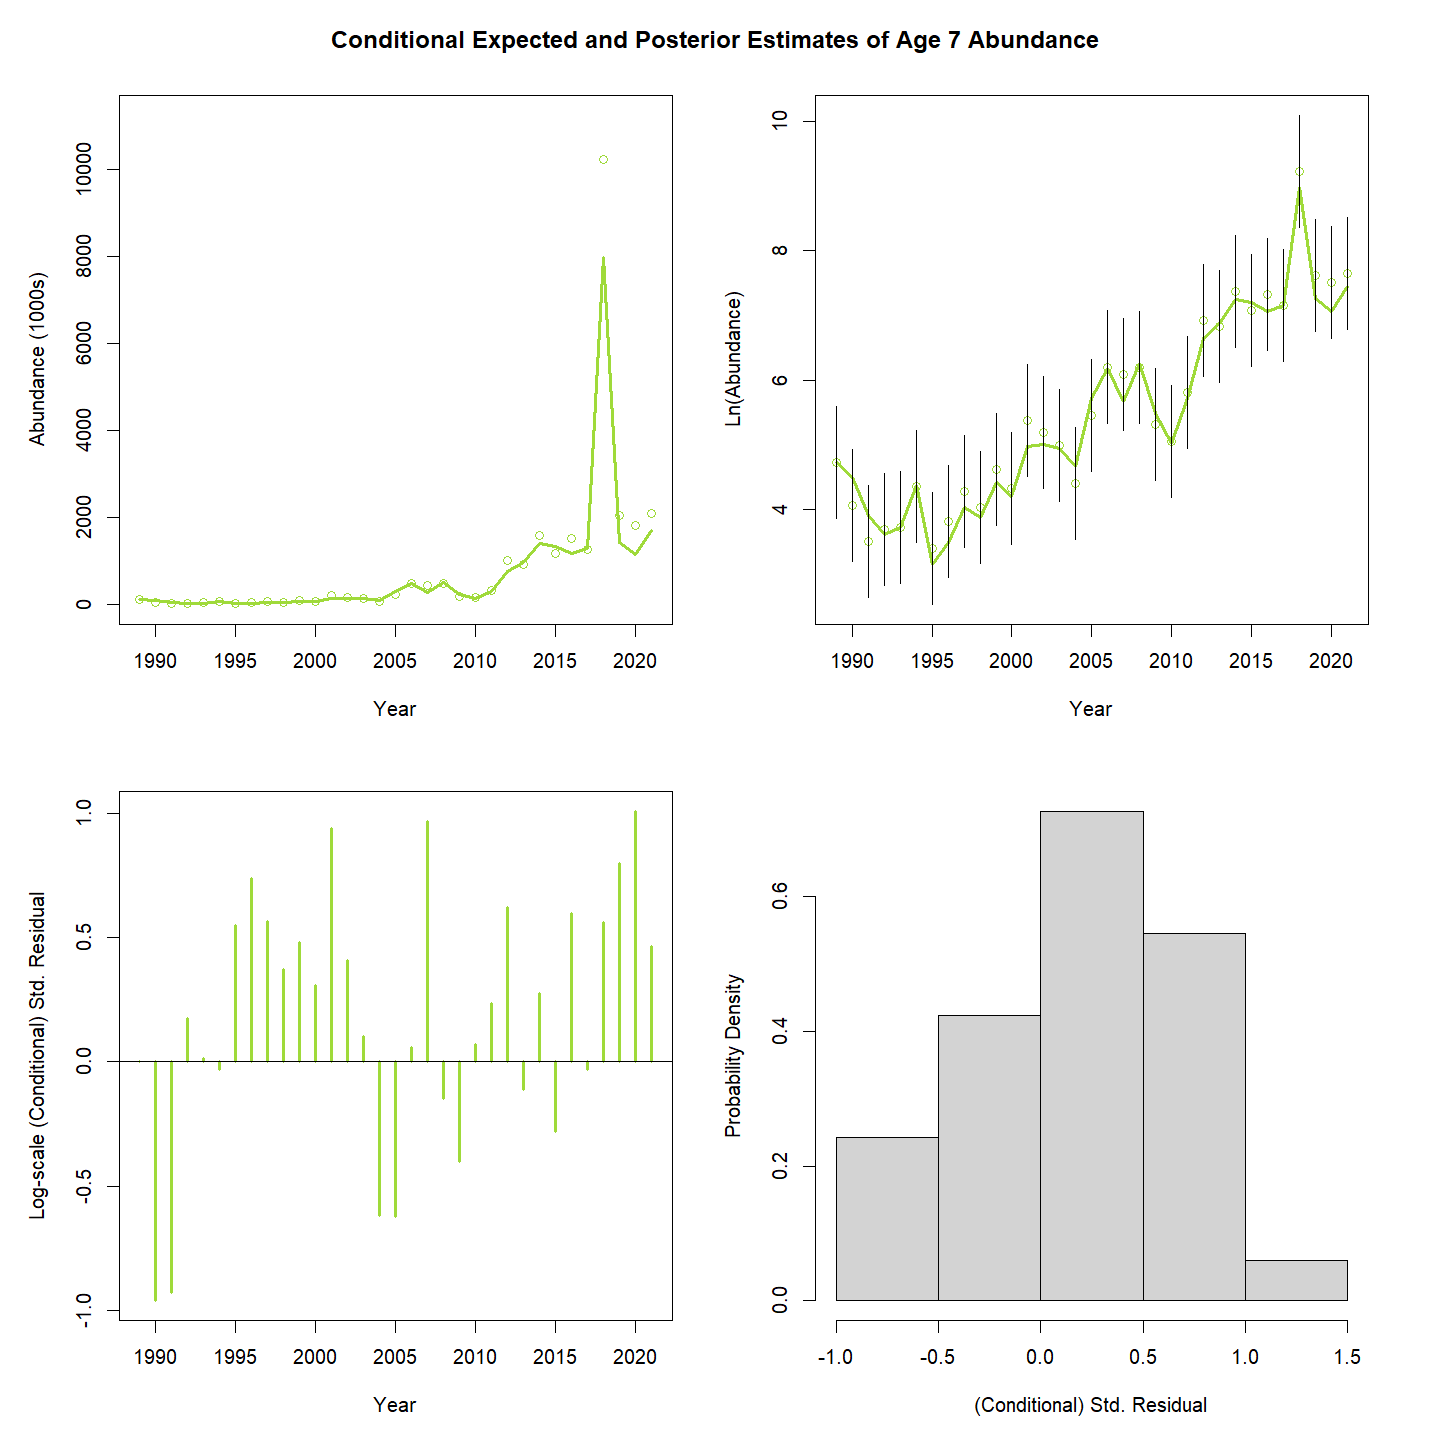 Conditional Expected and Posterior Estimates of Age 7 Abundance
Abundance (1000s)
10000
8000
6000
4000
2000
0
1990 1995 2000 2005 2010 2015 2020
Year
Ln(Abundance)
10
8
6
4
1990 1995 2000 2005 2010 2015 2020
Year
Log-scale (Conditional) Std. Residual
1.0
0.5
0.0
-0.5
-1.0
1990 1995 2000 2005 2010 2015 2020
Year
Probability Density
0.6
0.4
0.2
0.0
-1.0 -0.5 0.0 0.5 1.0 1.5
(Conditional) Std. Residual